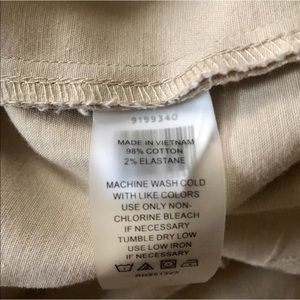 9199340
MADE IN VIETNAM
98% COTTON
2% ELASTANE
MACHINE WASH COLD
WITH LIKE COLORS
USE ONLY NON-
CHLORINE BLEACH
IF NECESSARY
TUMBLE DRY LOW
USE LOW IRON
IF NECESSARY